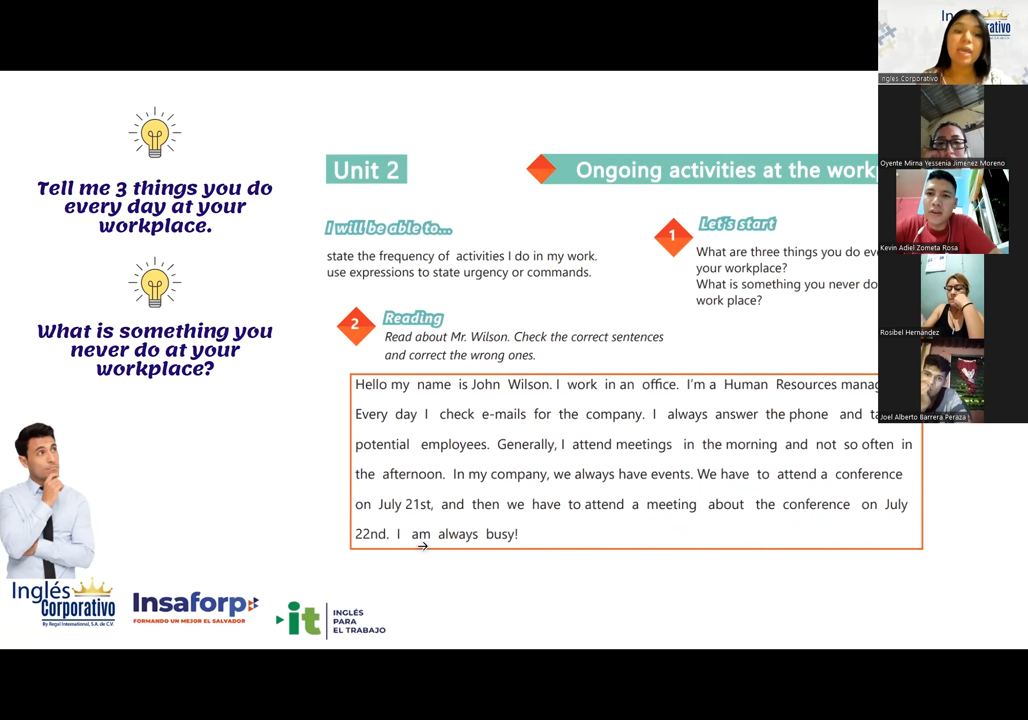 Tell me 3 things you do
every day at your
workplace.
What is something you
never do at your
workplace?
Unit 2
Ongoing activities at the work
I will be able to...
state the frequency of activities I do in my work.
use expressions to state urgency or commands.
1
Let's start
What are three things you do
your workplace?
What is something you never do
work place?
2
Reading
Read about Mr. Wilson. Check the correct sentences
and correct the wrong ones.
Hello my name is John Wilson. I work in an office. I'm a Human Resources
Every day I check e-mails for the company. I always answer the phone and
potential employees. Generally, I attend meetings in the morning and not so often in
the afternoon. In my company, we always have events. We have to attend a conference
on July 21st, and then we have to attend a meeting about the conference on July
22nd. I am always busy!
Inglés
Corporativo
By Regal International, S.A. de C.V.
Insaforp
FORMANDO UN MEJOR EL SALVADOR
it
INGLÉS
PARA
EL TRABAJO
Inglés Corporativo
Oyente Mirna Yessenia Jiménez Moreno
Kevin Adiel Zometa Rosa
Rosibel Hernández
Joel Alberto Barrera Peraza